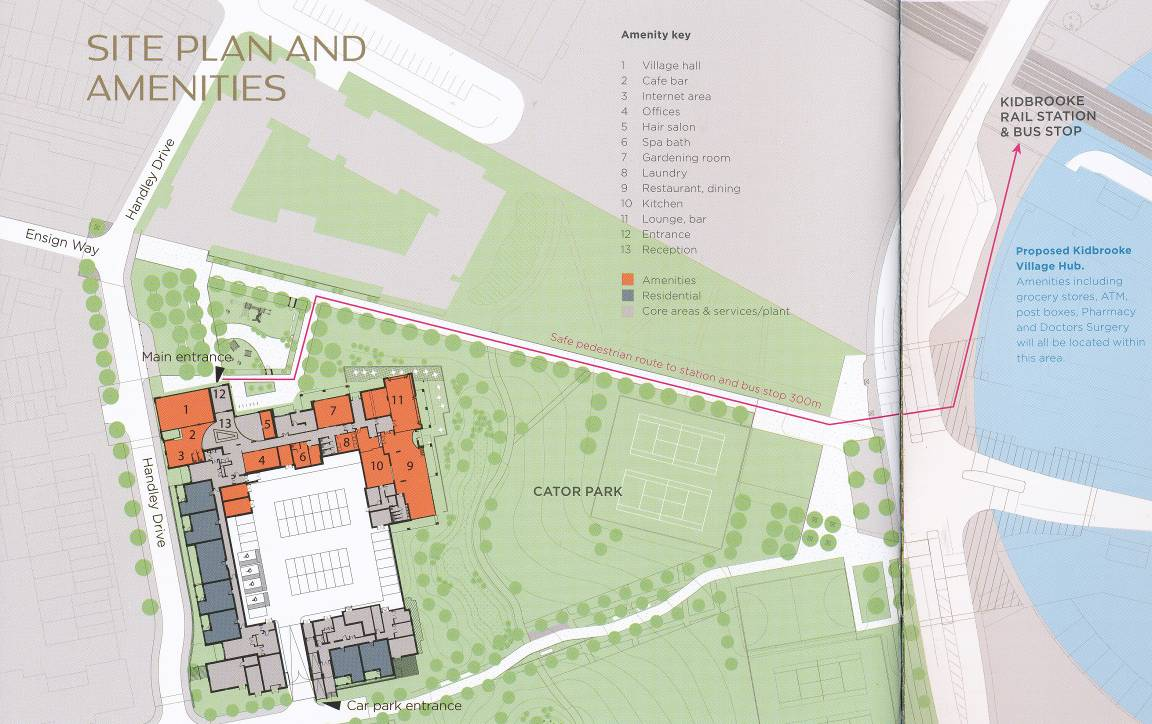 SITE PLAN AND
AMENITIES
Amenity key
1 Village hall
2 Cafe bar
3 Internet area
4 Offices
5 Hair salon
6 Spa bath
7 Gardening room
8 Laundry
9 Restaurant, dining
10 Kitchen
11 Lounge, bar
12 Entrance
13 Reception
Amenities
Residential
Core areas & services/plant
KIDBROOKE
RAIL STATION
& BUS STOP
Proposed Kidbrooke
Village Hub.
Amenities including
grocery stores, ATM,
post boxes, Pharmacy
and Doctors Surgery
will all be located within
this area.
Handley Drive
Ensign Way
Safe pedestrian route to station and bus stop 300m
Main entrance
12
1
13
5
7
11
2
3
4
6
8
10
9
Handley Drive
CATOR PARK
Car park entrance